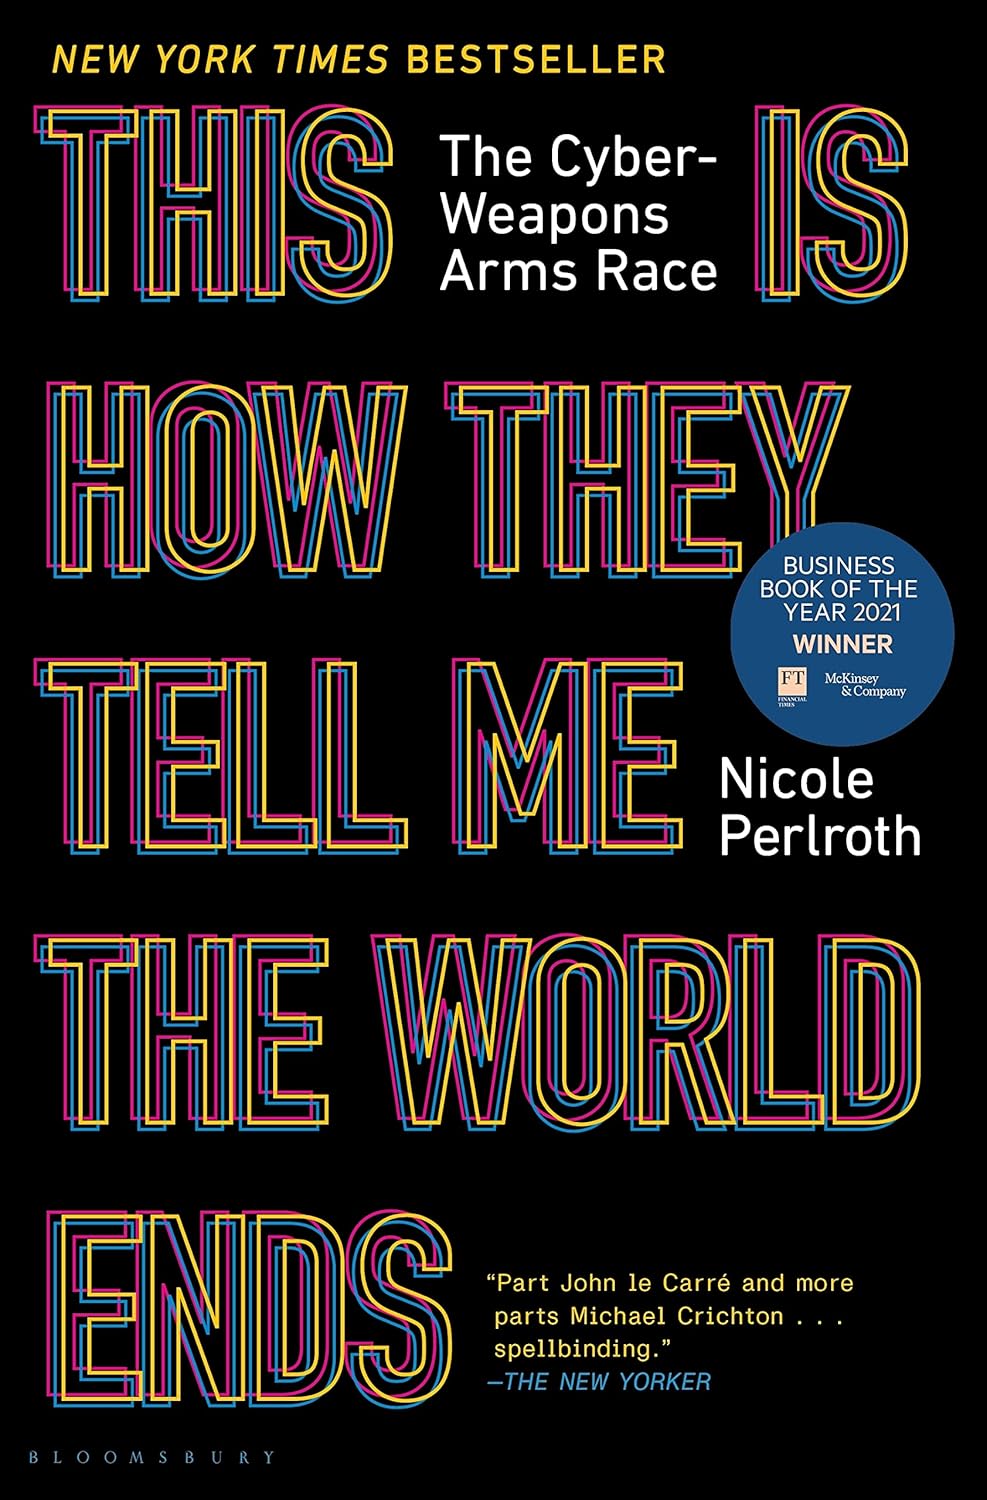 NEW YORK TIMES BESTSELLER
THIS
The Cyber-
Weapons
Arms Race
IS
HOW THEY
BUSINESS
BOOK OF THE
YEAR 2021
WINNER
FT
FINANCIAL
TIMES
McKinsey
& Company
TELL ME
Nicole
Perlroth
THE WORLD
ENDS
“Part John le Carré and more
parts Michael Crichton . . .
spellbinding.”
—THE NEW YORKER
BLOOMSBURY